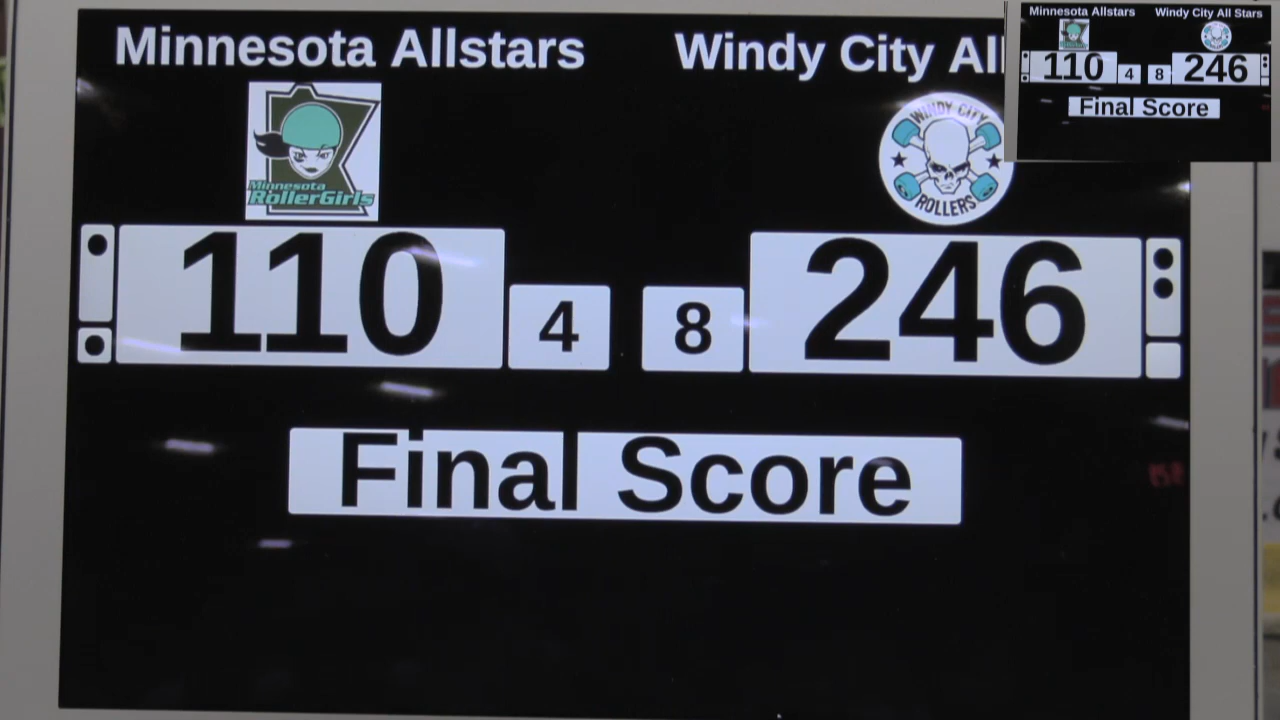 Minnesota Allstars
Windy City All
Minnesota
RollerGirls
WINDY CITY
ROLLERS
110
4
8
246
Final Score
Minnesota Allstars
Windy City All Stars
110
4
8
246
Final Score